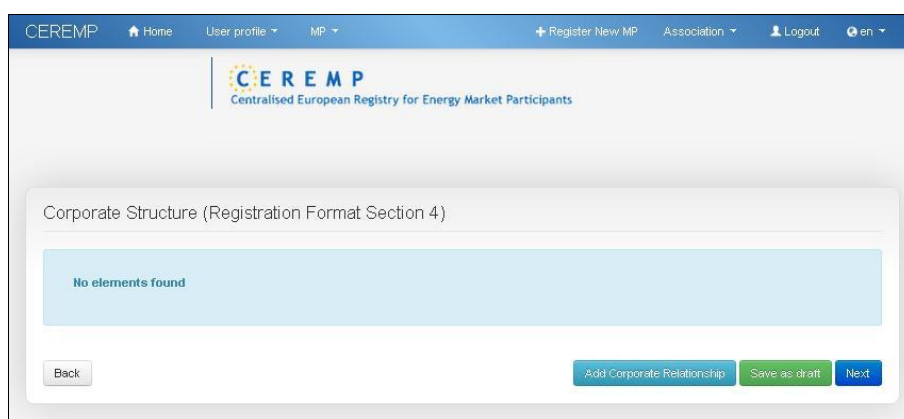 CEREMP Home User profile MP Register New MP Association Logout en
CEREMP
Centralised European Registry for Energy Market Participants
Corporate Structure (Registration Format Section 4)
No elements found
Back Add Corporate Relationship Save as draft Next